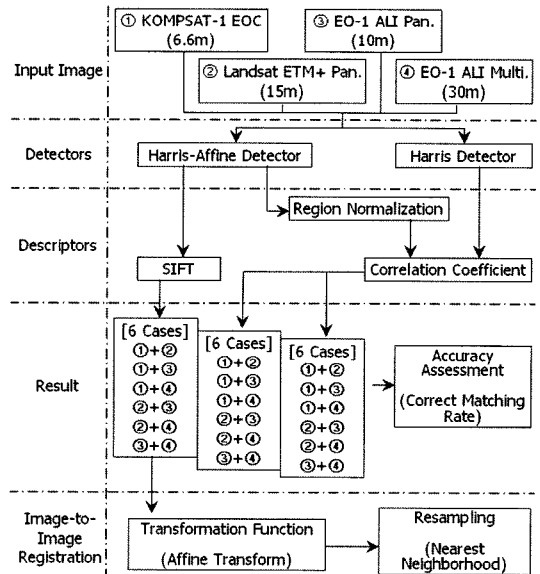 ① KOMPSAT-1 EOC
(6.6m)
③ EO-1 ALI Pan.
(10m)
Input Image
② Landsat ETM+ Pan.
(15m)
④ EO-1 ALI Multi.
(30m)
Detectors
Harris-Affine Detector
Harris Detector
Region Normalization
Descriptors
SIFT
Correlation Coefficient
Result
[6 Cases]
①+②
①+③
①+④
②+③
②+④
③+④
[6 Cases]
①+②
①+③
①+④
②+③
②+④
③+④
[6 Cases]
①+②
①+③
①+④
②+③
②+④
③+④
Accuracy
Assessment
(Correct Matching
Rate)
Image-to-
Image
Registration
Transformation Function
(Affine Transform)
Resampling
(Nearest
Neighborhood)